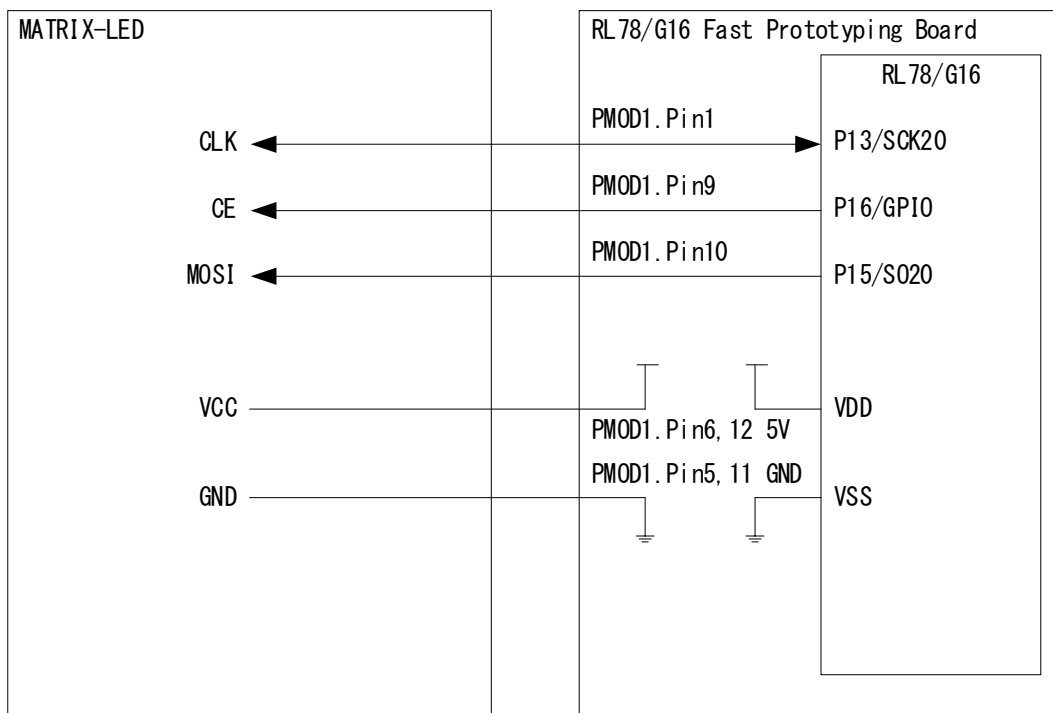 MATRIX-LED
RL78/G16 Fast Prototyping Board
RL78/G16
PMOD1.Pin1
CLK
P13/SCK20
PMOD1.Pin9
CE
P16/GPIO
PMOD1.Pin10
MOSI
P15/SO20
VCC
VDD
PMOD1.Pin6,12 5V
PMOD1.Pin5,11 GND
GND
VSS